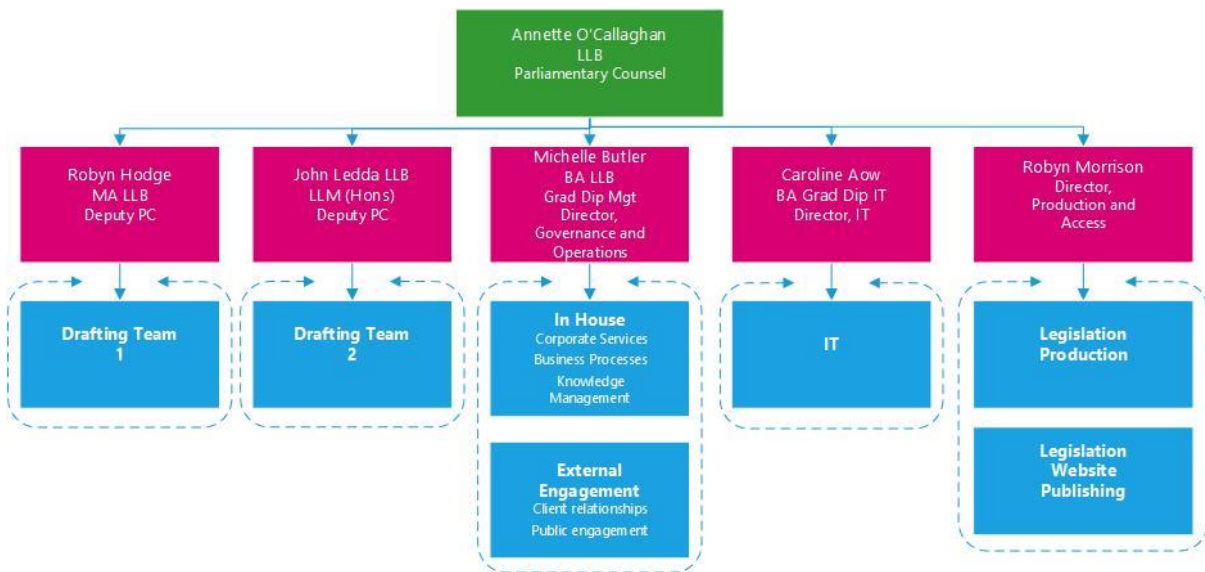 Annette O'Callaghan
LLB
Parliamentary Counsel
Robyn Hodge
MA LLB
Deputy PC
John Ledda LLB
LLM (Hons)
Deputy PC
Michelle Butler
BA LLB
Grad Dip Mgt
Director,
Governance and
Operations
Caroline Aow
BA Grad Dip IT
Director, IT
Robyn Morrison
Director,
Production and
Access
Drafting Team
1
Drafting Team
2
In House
Corporate Services
Business Processes
Knowledge
Management
IT
Legislation
Production
External
Engagement
Client relationships
Public engagement
Legislation
Website
Publishing